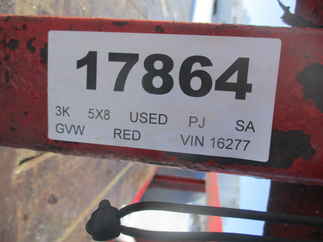 17864
3K 5X8 USED PJ SA
GVW RED VIN 16277